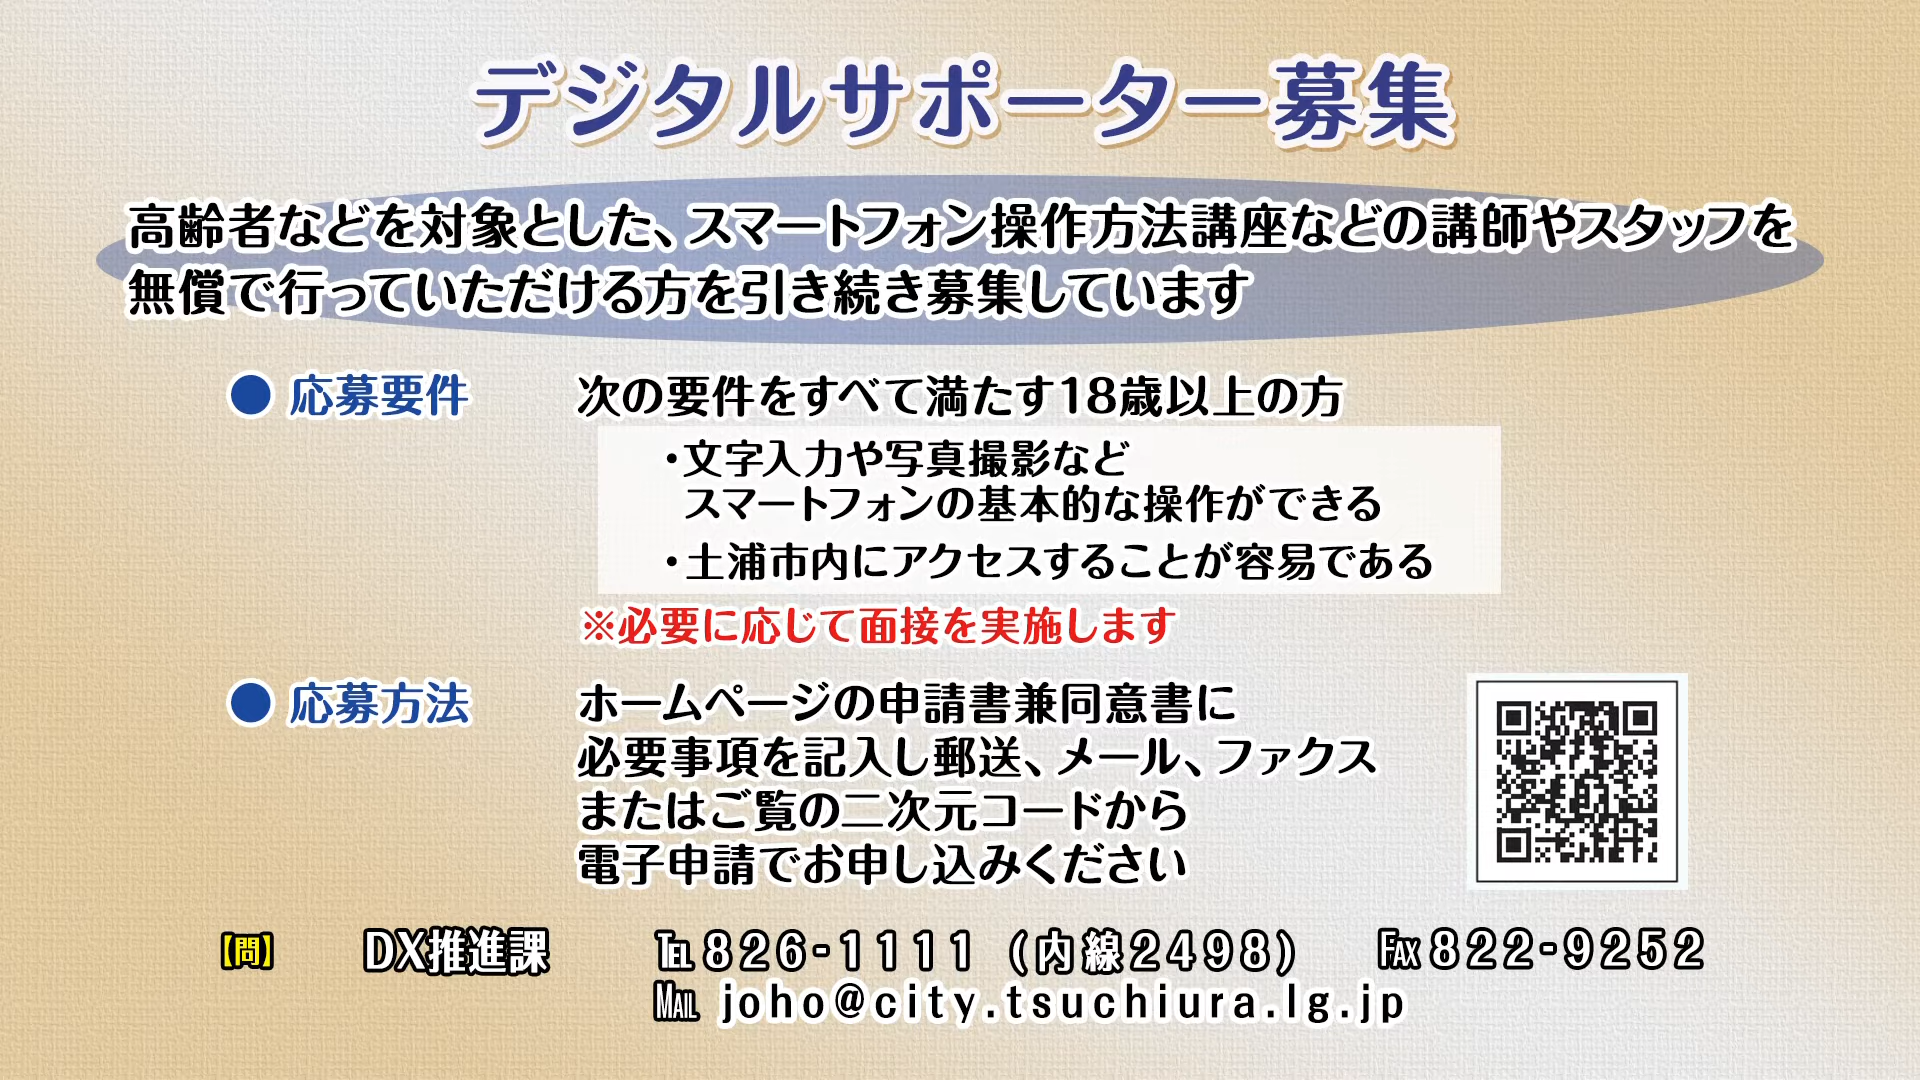 デジタルサポーター募集
高齢者などを対象とした、スマートフォン操作方法講座などの講師やスタッフを
無償で行っていただける方を引き続き募集しています
● 応募要件 次の要件をすべて満たす18歳以上の方
・文字入力や写真撮影など
スマートフォンの基本的な操作ができる
・土浦市内にアクセスすることが容易である
※必要に応じて面接を実施します
● 応募方法 ホームページの申請書兼同意書に
必要事項を記入し郵送、メール、ファクス
またはご覧の二次元コードから
電子申請でお申し込みください
【問】 DX推進課 TEL 826-1111 (内線2498) FAX 822-9252
MAIL joho@city.tsuchiura.lg.jp